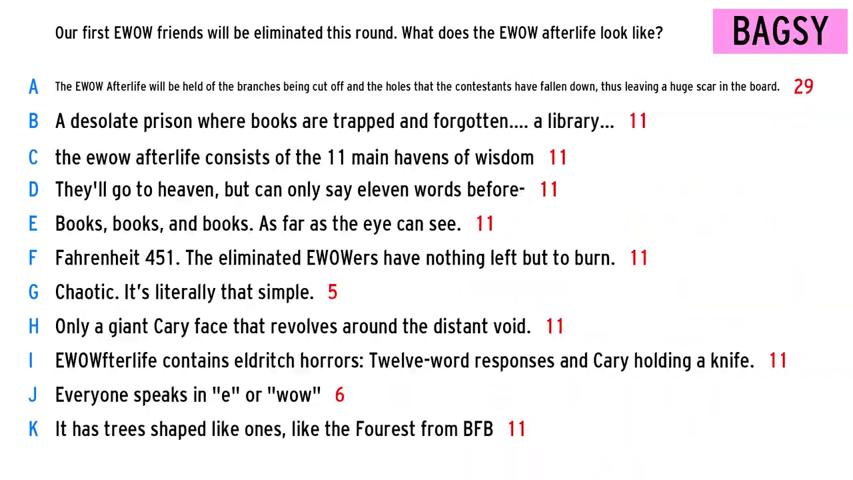 Our first EWOW friends will be eliminated this round. What does the EWOW afterlife look like?
BAGSY
A The EWOW Afterlife will be held of the branches being cut off and the holes that the contestants have fallen down, thus leaving a huge scar in the board. 29
B A desolate prison where books are trapped and forgotten.... a library... 11
C the ewow afterlife consists of the 11 main havens of wisdom 11
D They'll go to heaven, but can only say eleven words before- 11
E Books, books, and books. As far as the eye can see. 11
F Fahrenheit 451. The eliminated EWOWers have nothing left but to burn. 11
G Chaotic. It's literally that simple. 5
H Only a giant Cary face that revolves around the distant void. 11
I EWOWfterlife contains eldritch horrors: Twelve-word responses and Cary holding a knife. 11
J Everyone speaks in "e" or "wow" 6
K It has trees shaped like ones, like the Fourest from BFB 11